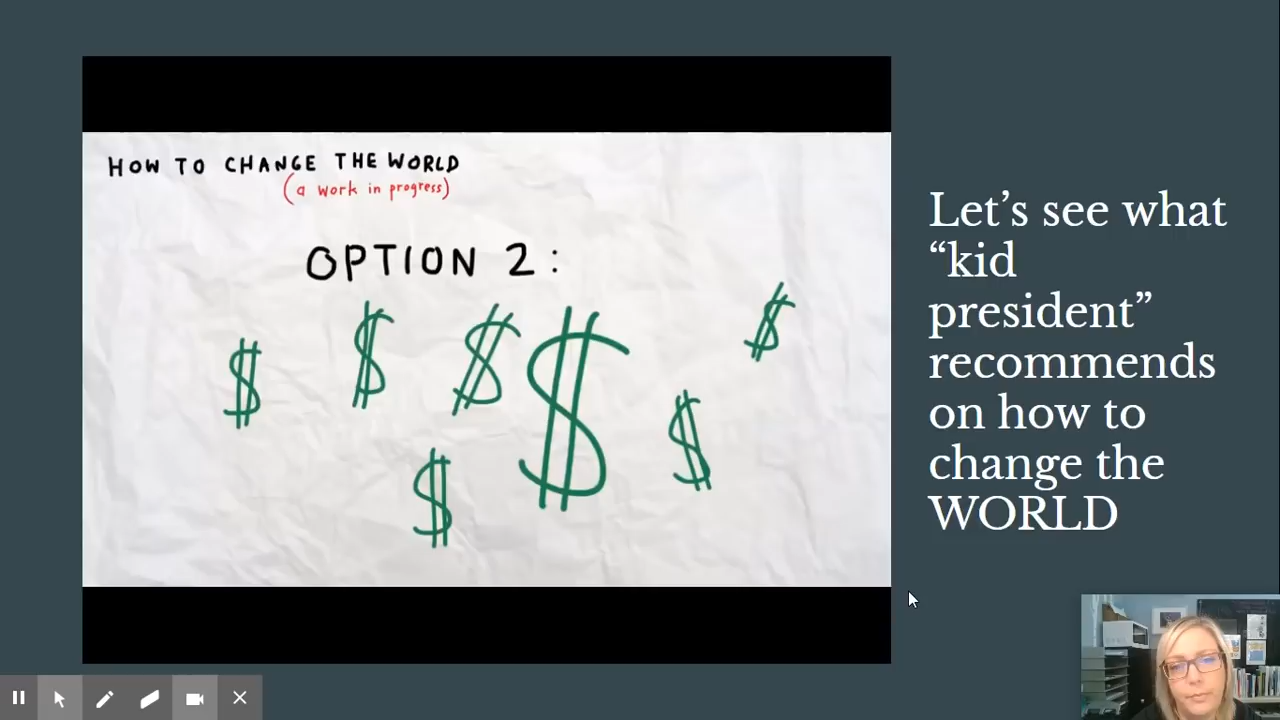 HOW TO CHANGE THE WORLD
(a work in progress)
OPTION 2:
$ $ $ $ $ $ $
Let’s see what
“kid
president”
recommends
on how to
change the
WORLD